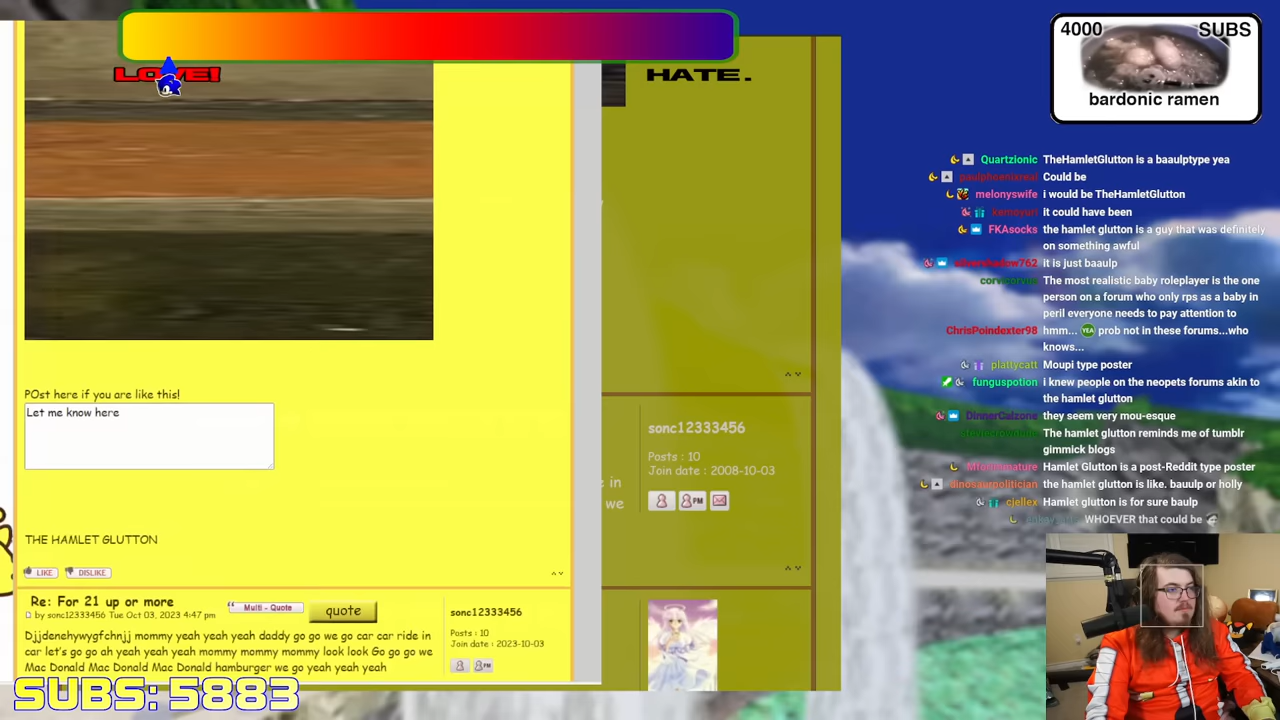 LOVE!
HATE.
4000 SUBS
bardonic ramen
Quartzionic TheHamletGlutton is a baaulptype yea
Could be
melonyswife i would be TheHamletGlutton
it could have been
FKAsocks the hamlet glutton is a guy that was definitely
on something awful
it is just baaulp
The most realistic baby roleplayer is the one
person on a forum who only rps as a baby in
peril everyone needs to pay attention to
ChrisPoindexter98 hmm... YEA prob not in these forums...who
knows...
plattycatt Moupi type poster
funguspotion i knew people on the neopets forums akin to
the hamlet glutton
DinnerCalzone they seem very mou-esque
The hamlet glutton reminds me of tumblr
gimmick blogs
Hamlet Glutton is a post-Reddit type poster
dinosaurpolitician the hamlet glutton is like. bauulp or holly
cjellex Hamlet glutton is for sure baulp
WHOEVER that could be
POst here if you are like this!
Let me know here
THE HAMLET GLUTTON
LIKE DISLIKE
sonc12333456
Posts : 10
Join date : 2008-10-03
PM
e in
we
Re: For 21 up or more
by sonc12333456 Tue Oct 03, 2023 4:47 pm
Multi - Quote
quote
Djjdenehywygfchnjj mommy yeah yeah yeah daddy go go we go car car ride in
car let's go go ah yeah yeah yeah mommy mommy mommy look look Go go go we
Mac Donald Mac Donald Mac Donald hamburger we go yeah yeah yeah
sonc12333456
Posts : 10
Join date : 2023-10-03
PM
SUBS: 5883